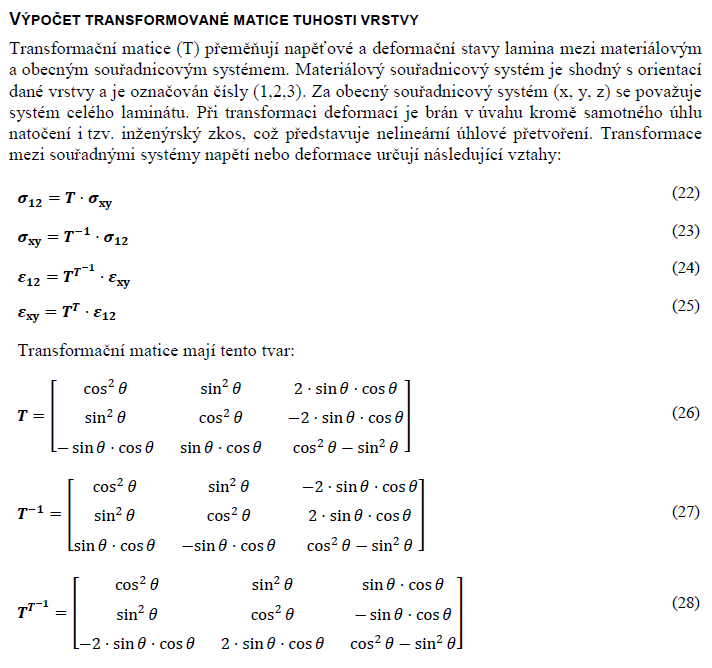 VÝPOČET TRANSFORMOVANÉ MATICE TUHOSTI VRSTVY
Transformační matice (T) přeměňují napěťové a deformační stavy lamina mezi materiálovým
a obecným souřadnicovým systémem. Materiálový souřadnicový systém je shodný s orientací
dané vrstvy a je označován čísly (1,2,3). Za obecný souřadnicový systém (x, y, z) se považuje
systém celého laminátu. Při transformaci deformací je brán v úvahu kromě samotného úhlu
natočení i tzv. inženýrský zkos, což představuje nelineární úhlové přetvoření. Transformace
mezi souřadnými systémy napětí nebo deformace určují následující vztahy:
σ₁₂ = T · σxy (22)
σxy = T⁻¹ · σ₁₂ (23)
ε₁₂ = T^T⁻¹ · εxy (24)
εxy = T^T · ε₁₂ (25)
Transformační matice mají tento tvar:
cos² θ sin² θ 2 · sin θ · cos θ
T = [ sin² θ cos² θ −2 · sin θ · cos θ ] (26)
− sin θ · cos θ sin θ · cos θ cos² θ − sin² θ
cos² θ sin² θ −2 · sin θ · cos θ
T⁻¹ = [ sin² θ cos² θ 2 · sin θ · cos θ ] (27)
sin θ · cos θ −sin θ · cos θ cos² θ − sin² θ
cos² θ sin² θ sin θ · cos θ
T^T⁻¹ = [ sin² θ cos² θ − sin θ · cos θ ] (28)
−2 · sin θ · cos θ 2 · sin θ · cos θ cos² θ − sin² θ